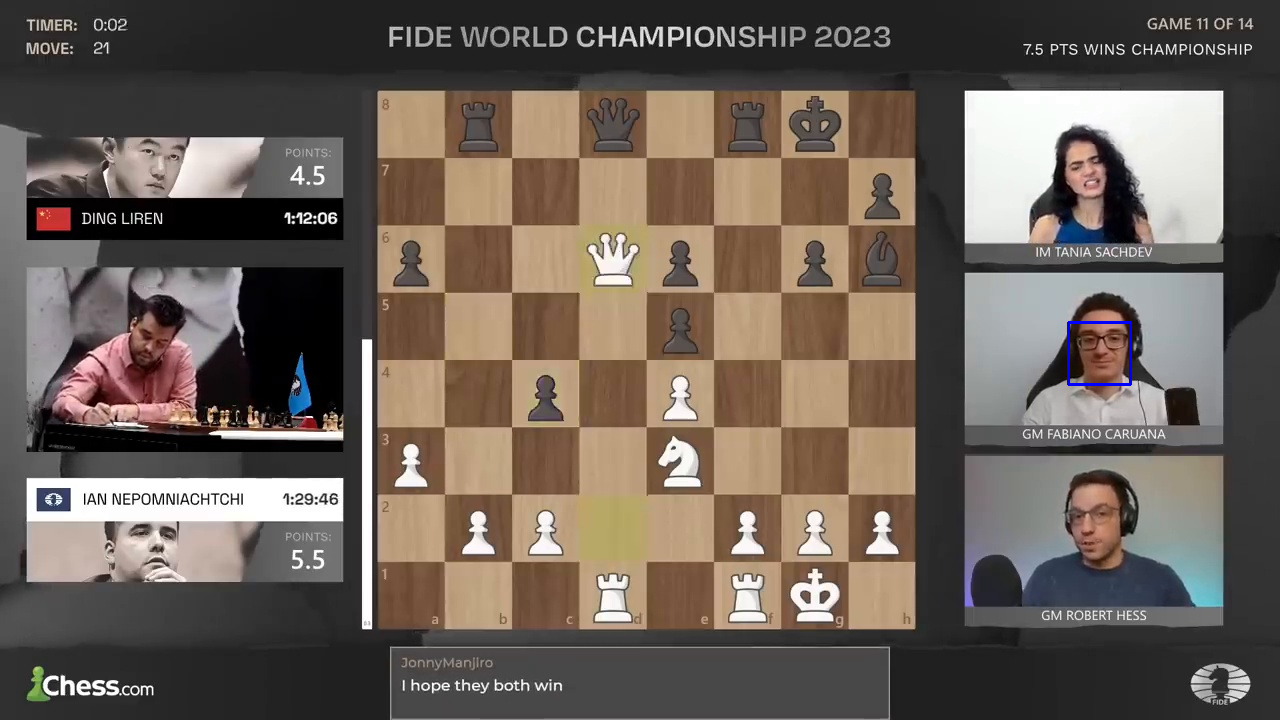 TIMER: 0:02
MOVE: 21
FIDE WORLD CHAMPIONSHIP 2023
GAME 11 OF 14
7.5 PTS WINS CHAMPIONSHIP
POINTS:
4.5
DING LIREN 1:12:06
IAN NEPOMNIACHTCHI 1:29:46
POINTS:
5.5
8
7
6
5
4
3
2
1
a b c d e f g h
IM TANIA SACHDEV
GM FABIANO CARUANA
GM ROBERT HESS
JonnyManjiro
I hope they both win
Chess.com
FIDE